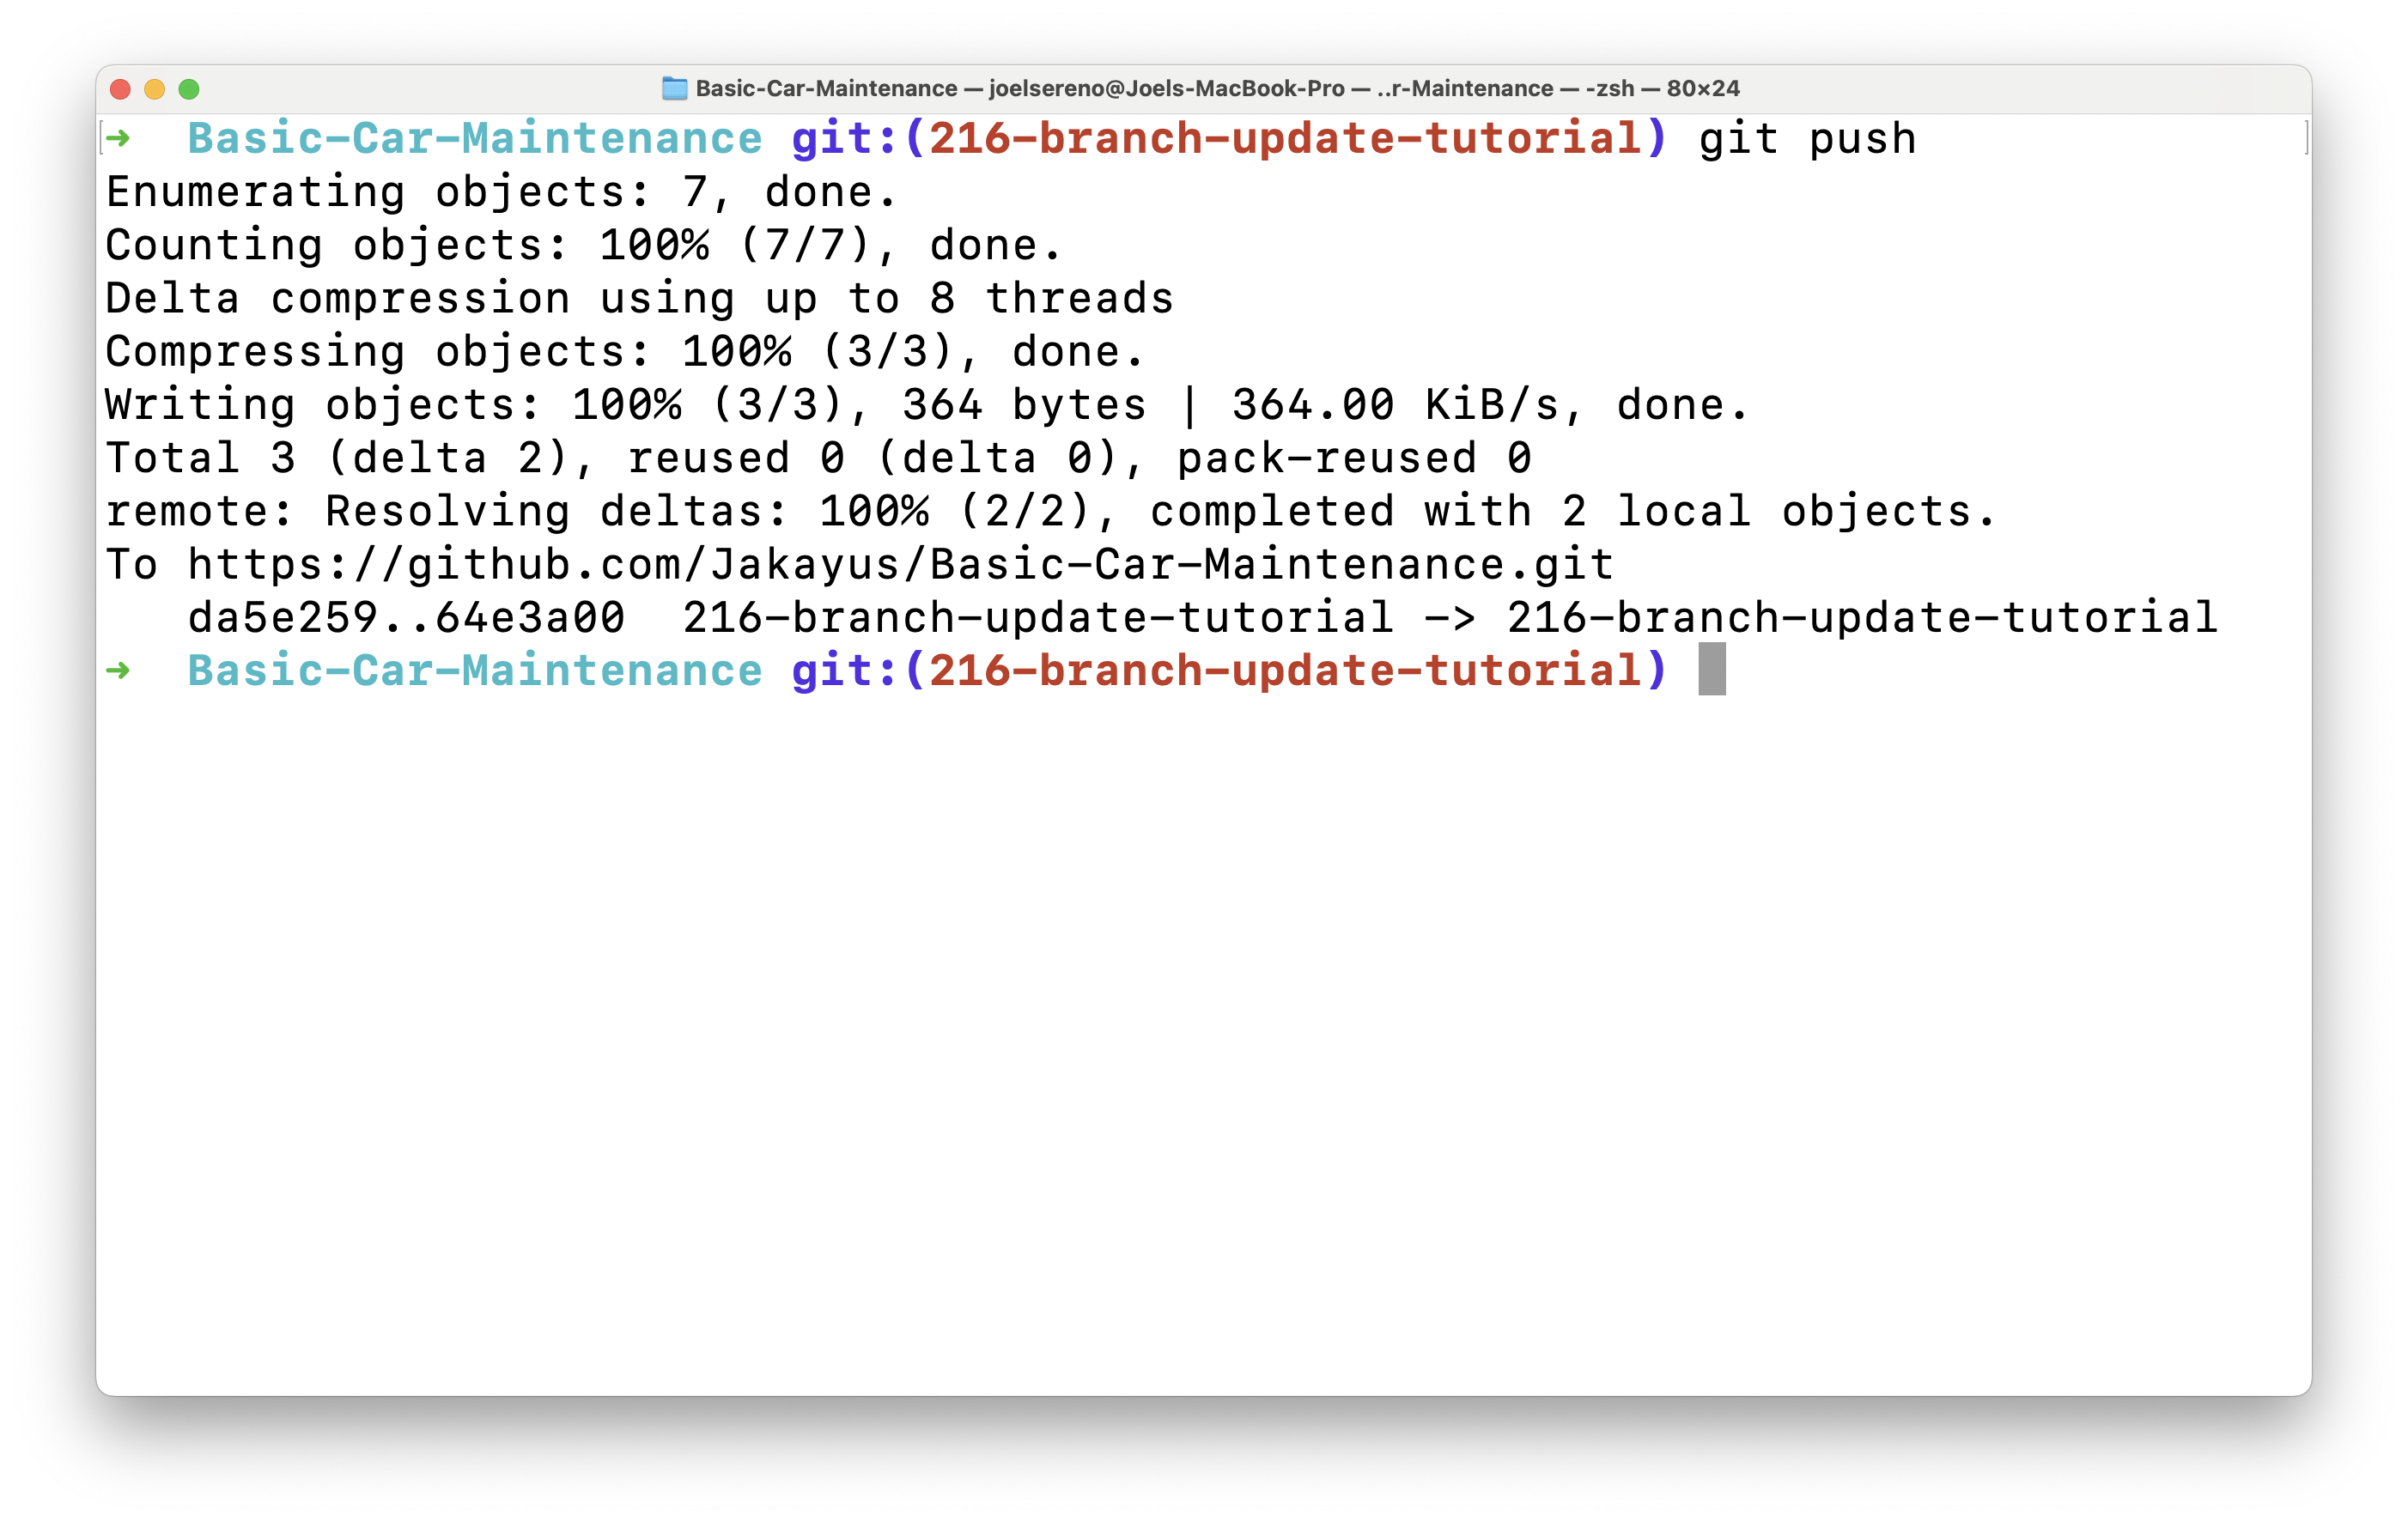 Basic-Car-Maintenance — joelsereno@Joels-MacBook-Pro — ..r-Maintenance — -zsh — 80×24
[➜  Basic-Car-Maintenance git:(216-branch-update-tutorial) git push ]
Enumerating objects: 7, done.
Counting objects: 100% (7/7), done.
Delta compression using up to 8 threads
Compressing objects: 100% (3/3), done.
Writing objects: 100% (3/3), 364 bytes | 364.00 KiB/s, done.
Total 3 (delta 2), reused 0 (delta 0), pack-reused 0
remote: Resolving deltas: 100% (2/2), completed with 2 local objects.
To https://github.com/Jakayus/Basic-Car-Maintenance.git
   da5e259..64e3a00  216-branch-update-tutorial -> 216-branch-update-tutorial
➜  Basic-Car-Maintenance git:(216-branch-update-tutorial)